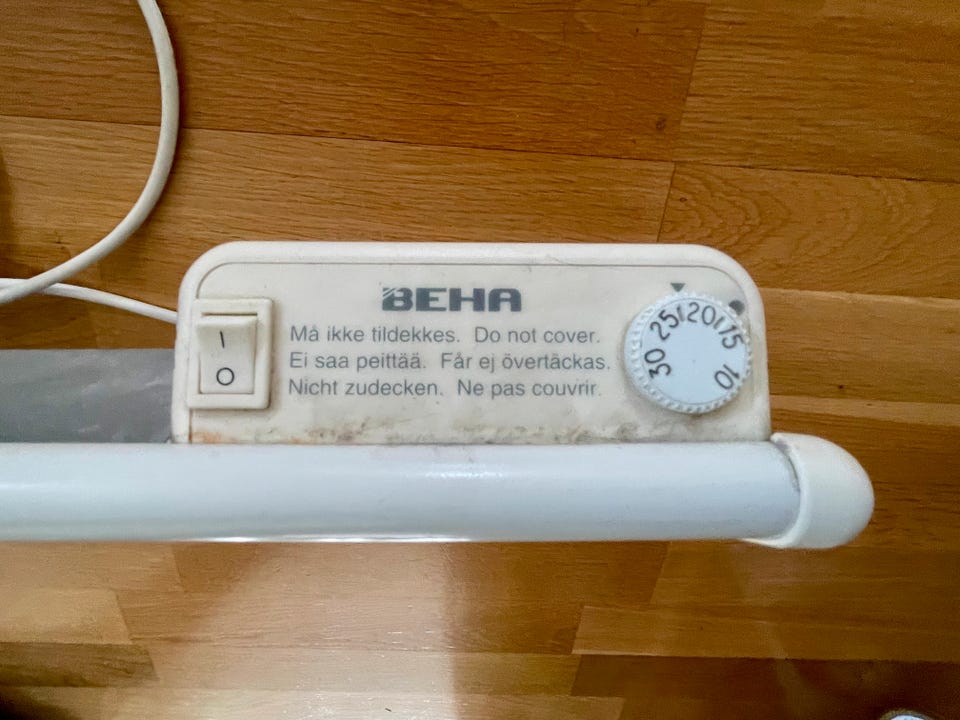 BEHA
Må ikke tildekkes. Do not cover.
Ei saa peittää. Får ej övertäckas.
Nicht zudecken. Ne pas couvrir.
I
O
30 25 20 15 10